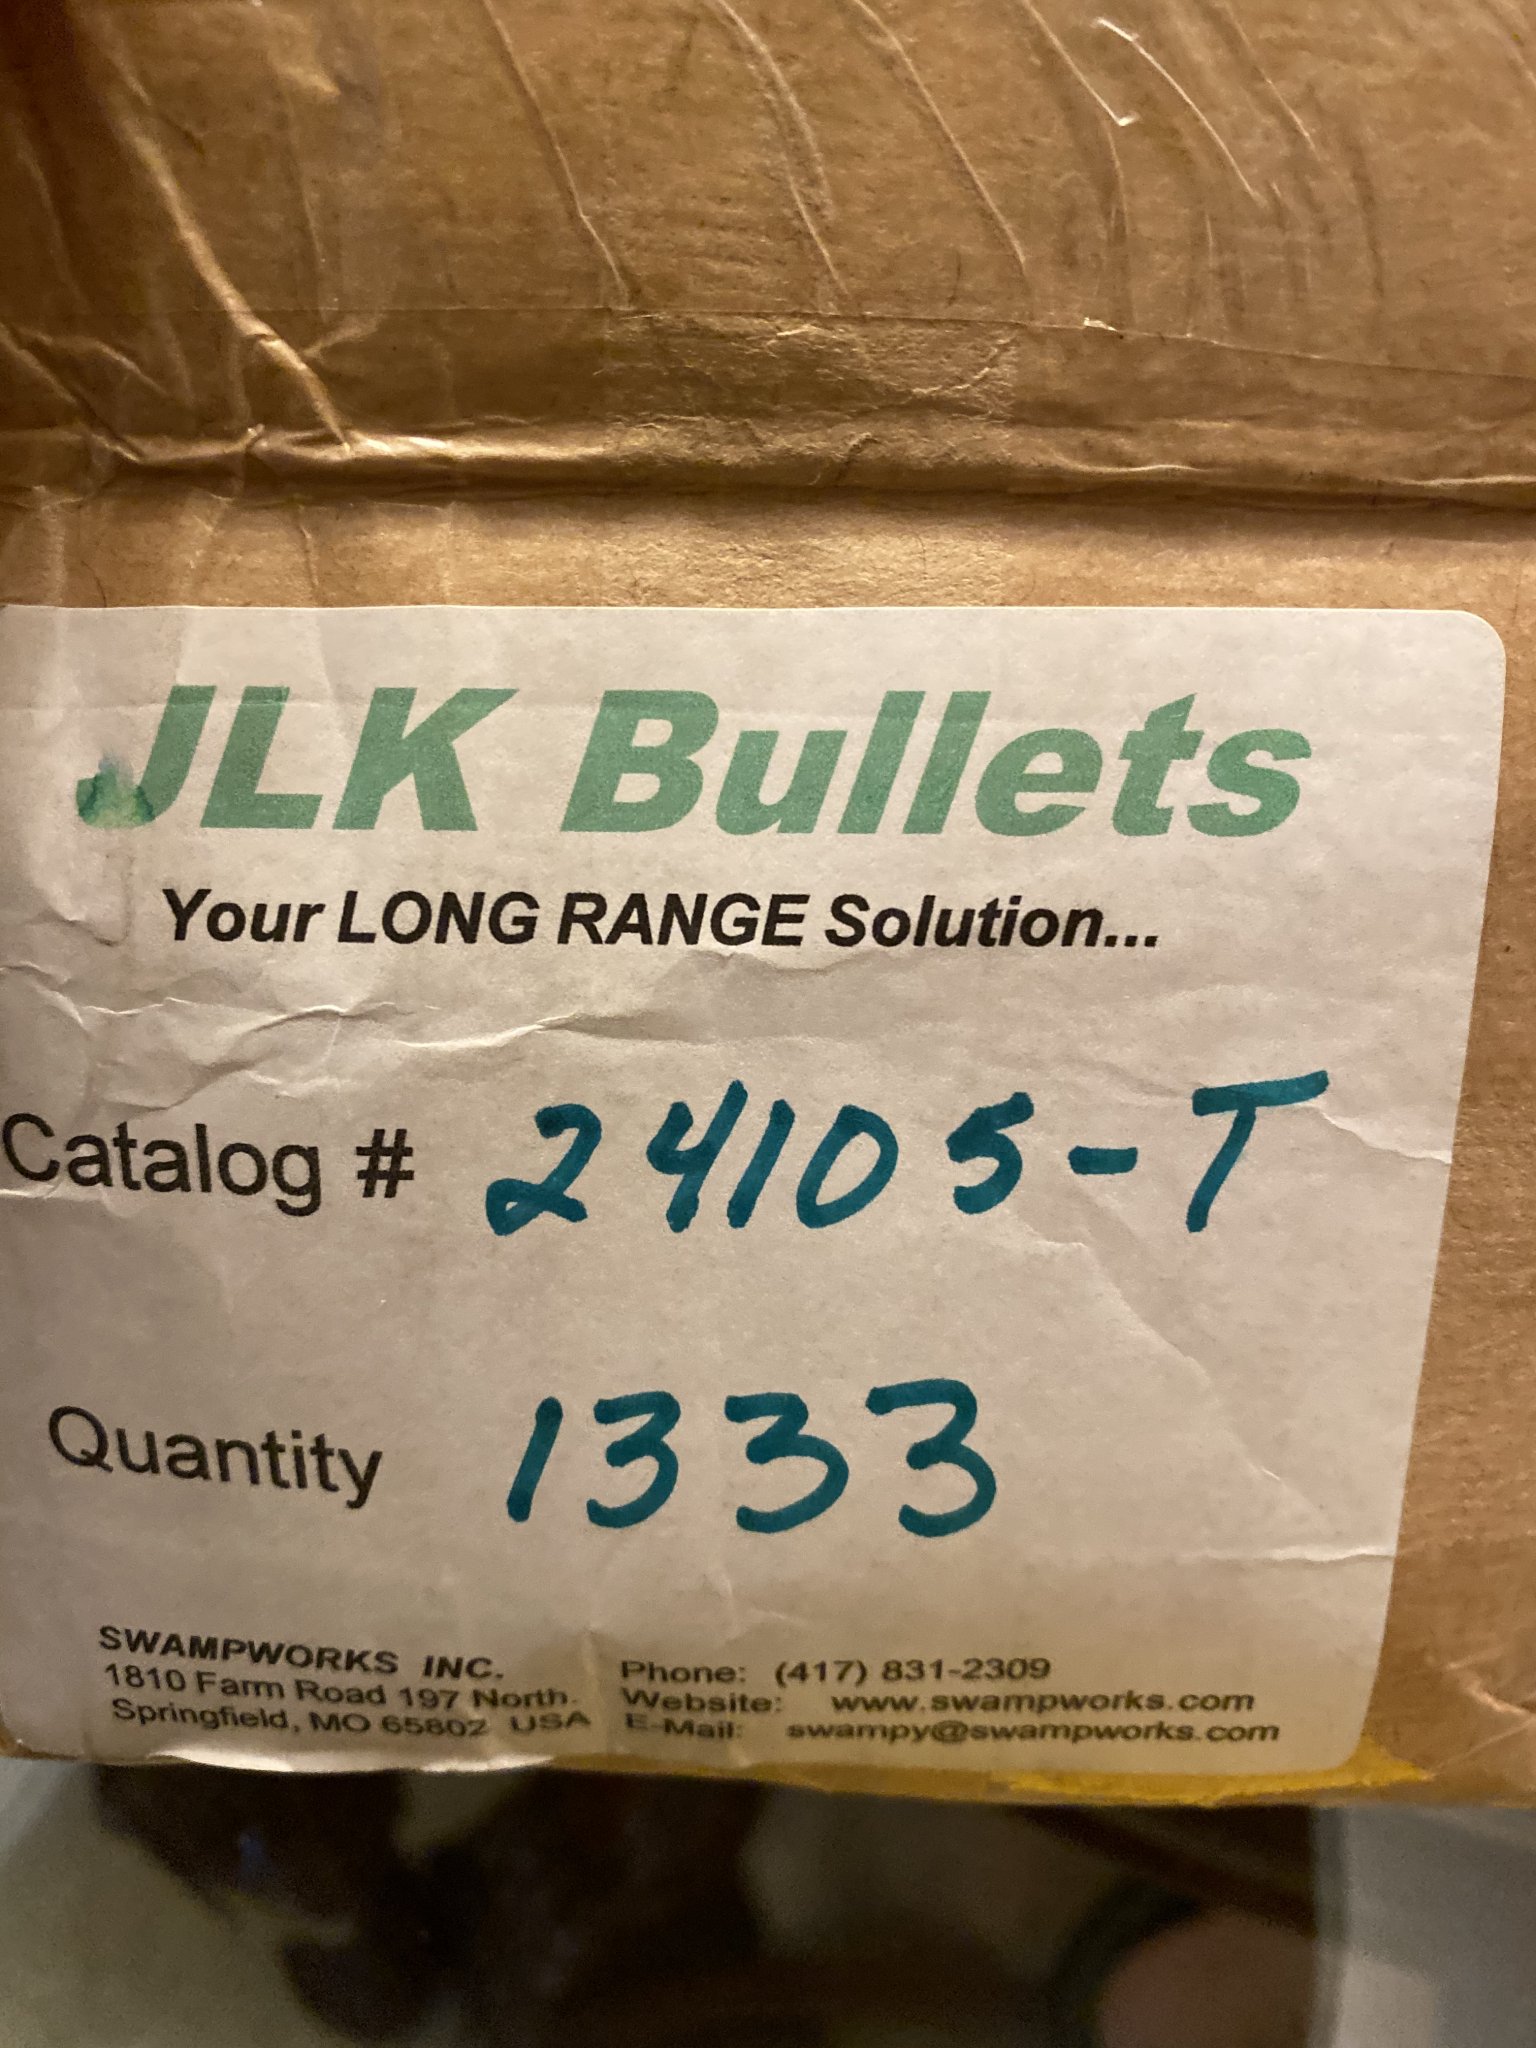 JLK Bullets
Your LONG RANGE Solution...
Catalog # 24105-T
Quantity 1333
SWAMPWORKS INC.
1810 Farm Road 197 North
Springfield, MO 65802 USA
Phone: (417) 831-2309
Website: www.swampworks.com
E-Mail: swampy@swampworks.com